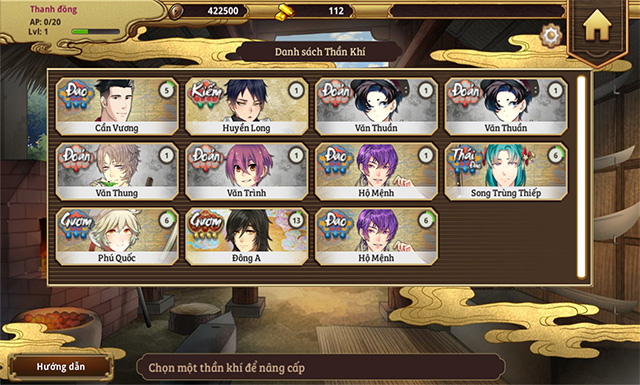 Thanh đồng
AP: 0/20
Lvl: 1
422500
112
Danh sách Thần Khí
Đao
5
Cần Vương
Kiếm
1
Huyền Long
Đoản
1
Văn Thuấn
Đoản
1
Văn Thuấn
Đoản
1
Văn Thung
Đoản
1
Văn Trình
Đao
1
Hộ Mệnh
Thái Đao
6
Song Trùng Thiếp
Gươm
6
Phú Quốc
Gươm
13
Đông A
Đao
6
Hộ Mệnh
Hướng dẫn
Chọn một thần khí để nâng cấp